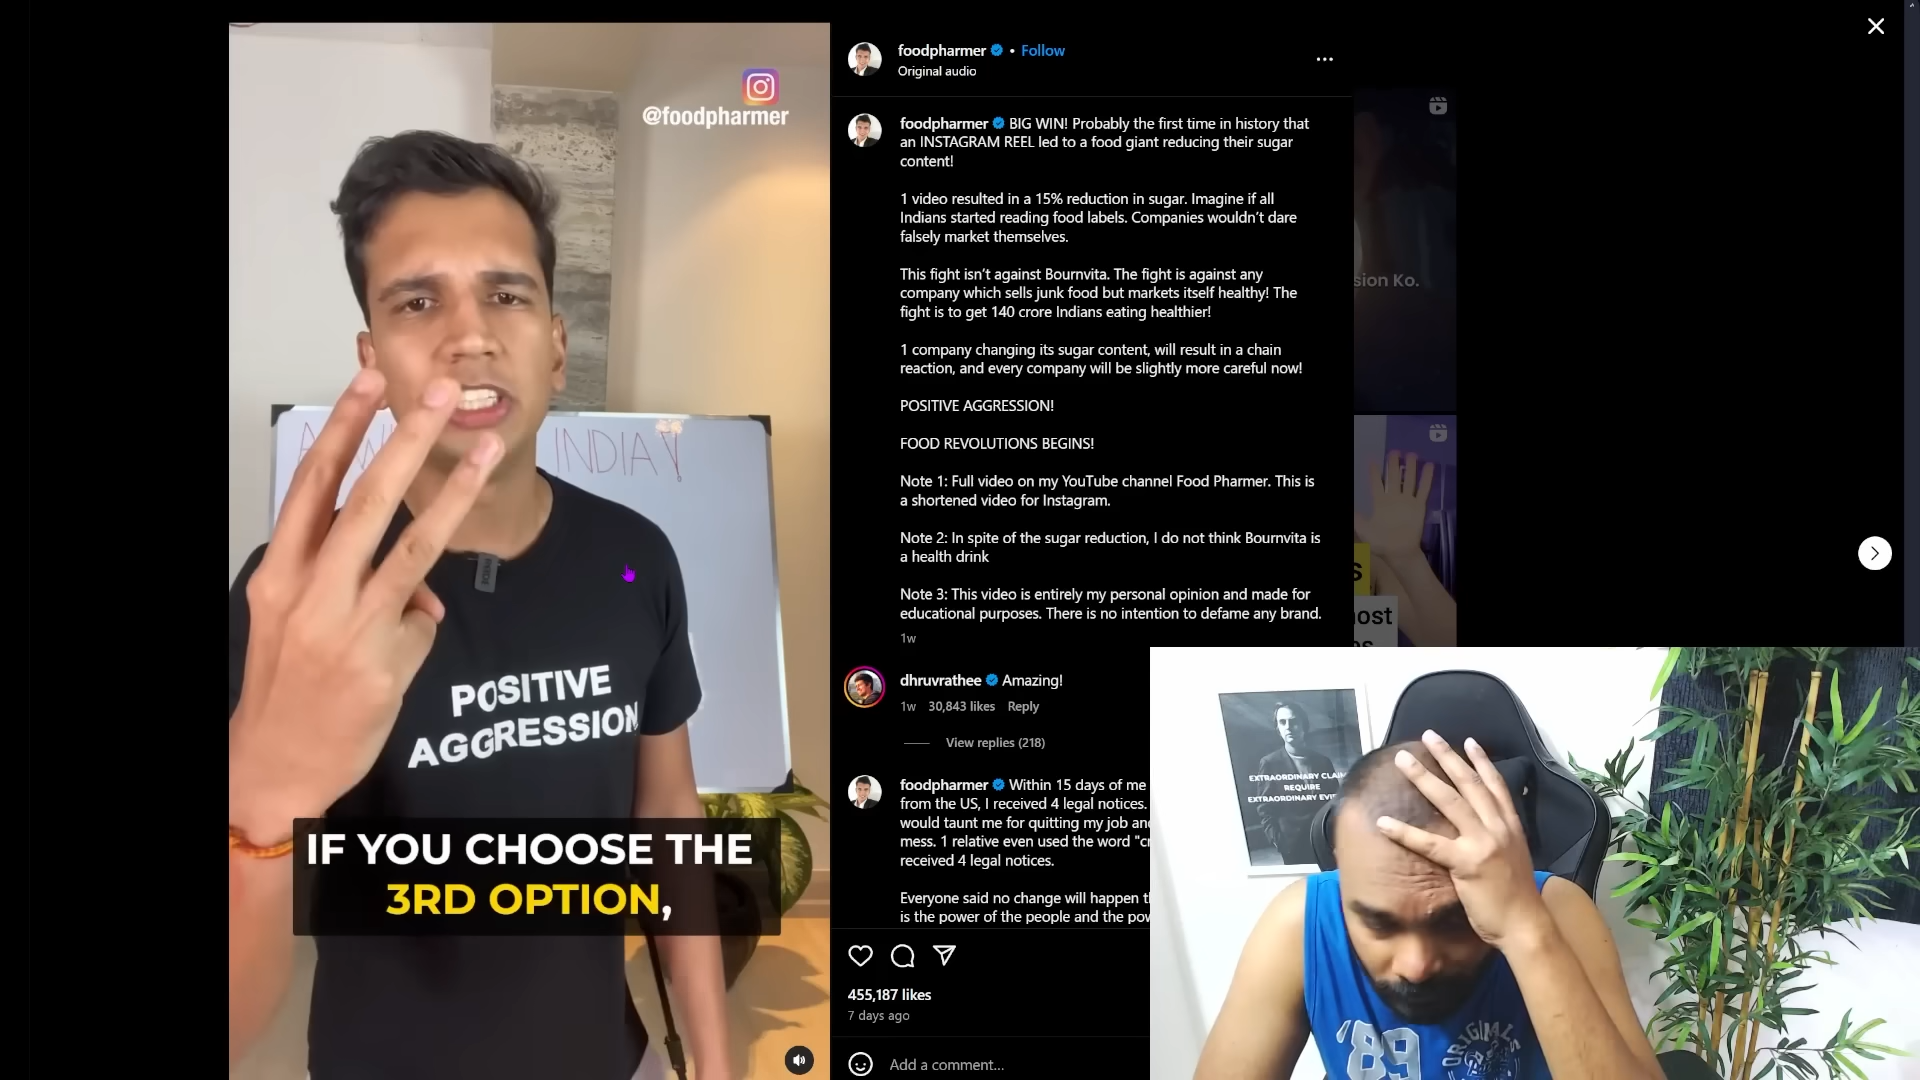 @foodpharmer
A
INDIA
POSITIVE
AGGRESSION
IF YOU CHOOSE THE
3RD OPTION,
foodpharmer • Follow
Original audio
foodpharmer BIG WIN! Probably the first time in history that
an INSTAGRAM REEL led to a food giant reducing their sugar
content!
1 video resulted in a 15% reduction in sugar. Imagine if all
Indians started reading food labels. Companies wouldn’t dare
falsely market themselves.
This fight isn’t against Bournvita. The fight is against any
company which sells junk food but markets itself healthy! The
fight is to get 140 crore Indians eating healthier!
1 company changing its sugar content, will result in a chain
reaction, and every company will be slightly more careful now!
POSITIVE AGGRESSION!
FOOD REVOLUTIONS BEGINS!
Note 1: Full video on my YouTube channel Food Pharmer. This is
a shortened video for Instagram.
Note 2: In spite of the sugar reduction, I do not think Bournvita is
a health drink
Note 3: This video is entirely my personal opinion and made for
educational purposes. There is no intention to defame any brand.
1w
dhruvrathee Amazing!
1w 30,843 likes Reply
View replies (218)
foodpharmer Within 15 days of me
from the US, I received 4 legal notices.
would taunt me for quitting my job
mess. 1 relative even used the word
received 4 legal notices.
Everyone said no change will happen
is the power of the people and the
455,187 likes
7 days ago
Add a comment...
sion Ko.
ost
EXTRAORDINARY
REQUIRE
EXTRAORDINARY
'89
ORIGINALS